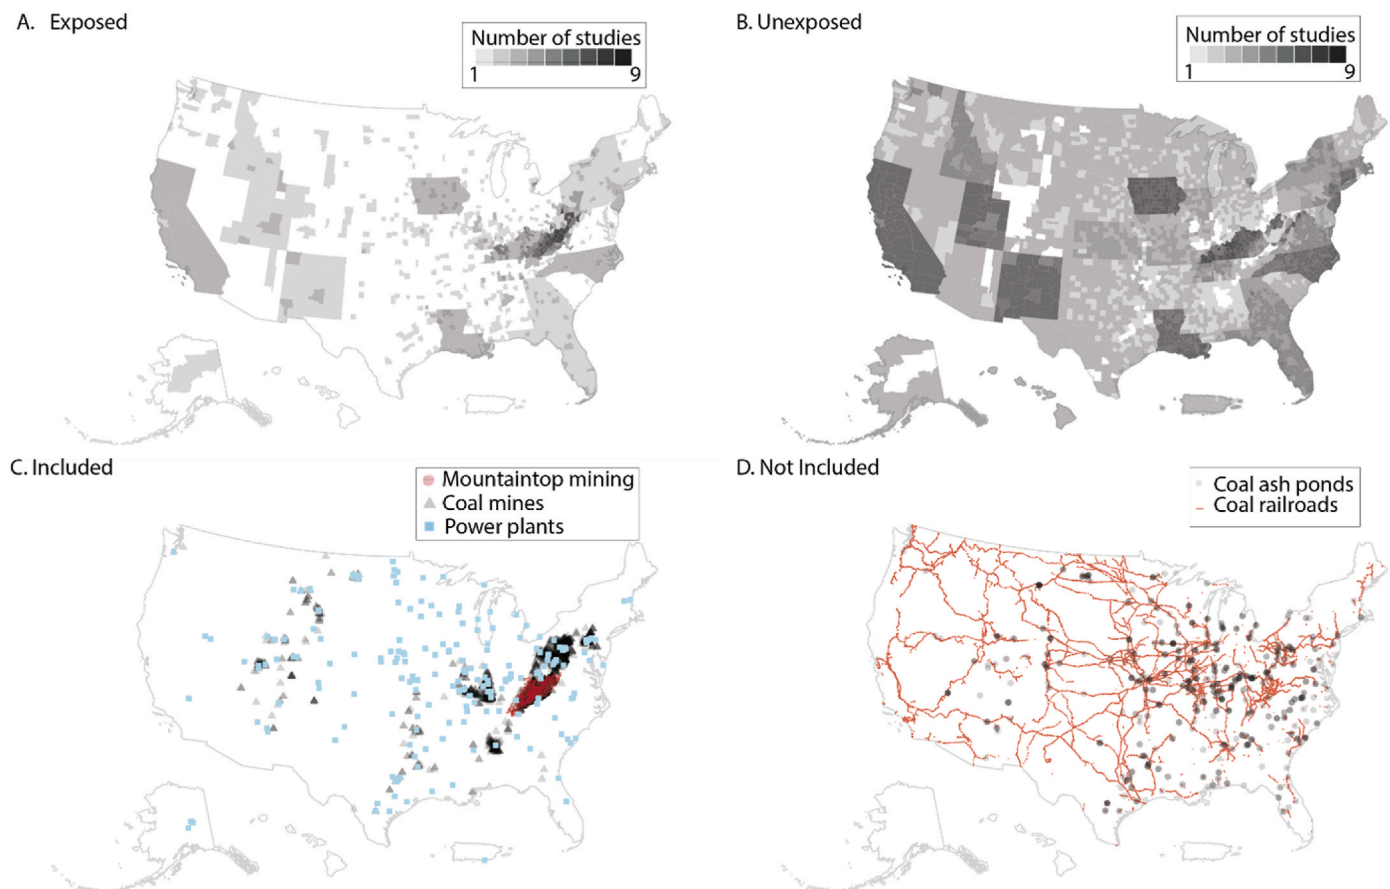 A. Exposed
Number of studies
1 9
B. Unexposed
Number of studies
1 9
C. Included
Mountaintop mining
Coal mines
Power plants
D. Not Included
Coal ash ponds
Coal railroads